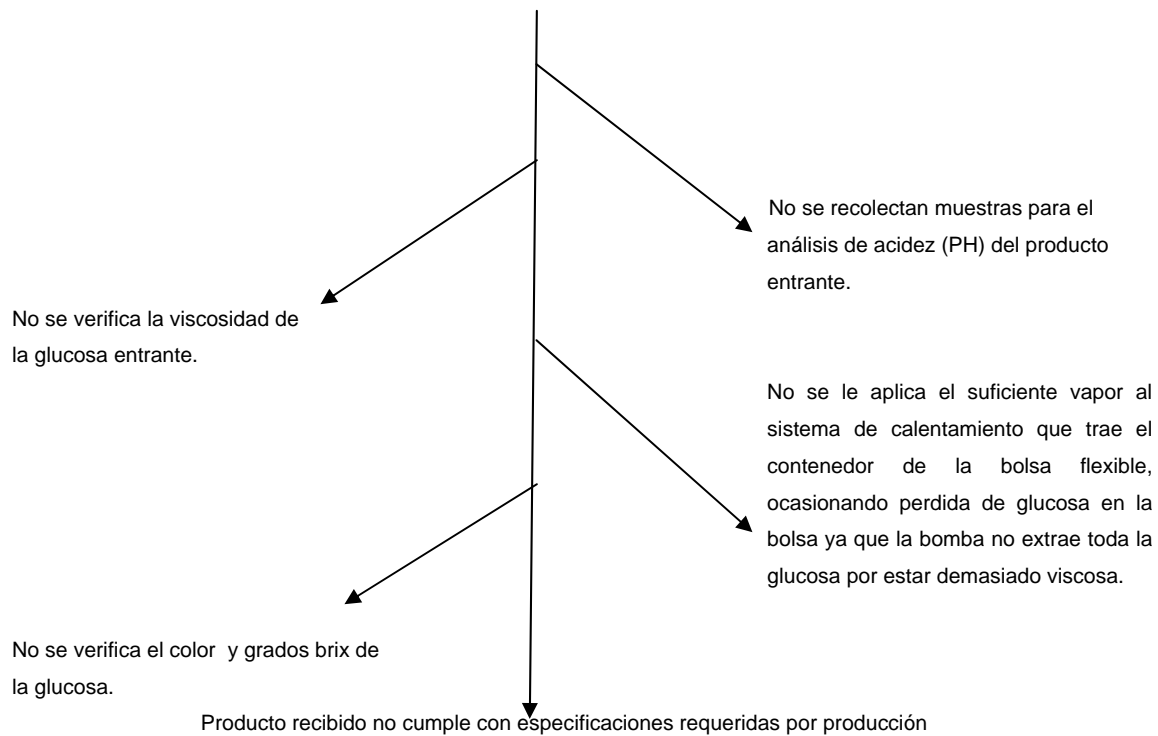 No se recolectan muestras para el
análisis de acidez (PH) del producto
entrante.
No se verifica la viscosidad de
la glucosa entrante.
No se le aplica el suficiente vapor al
sistema de calentamiento que trae el
contenedor de la bolsa flexible,
ocasionando perdida de glucosa en la
bolsa ya que la bomba no extrae toda la
glucosa por estar demasiado viscosa.
No se verifica el color y grados brix de
la glucosa.
Producto recibido no cumple con especificaciones requeridas por producción